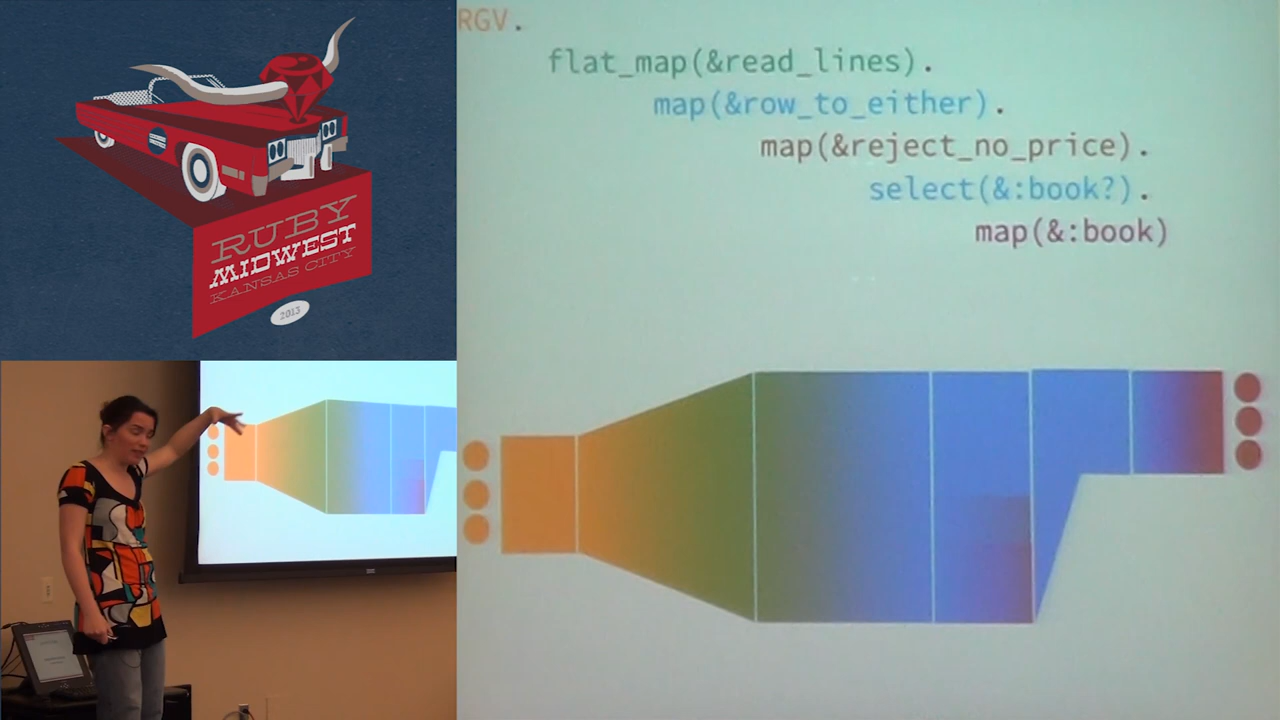 RUBY
MIDWEST
KANSAS CITY
2013
RGV.
flat_map(&read_lines).
map(&row_to_either).
map(&reject_no_price).
select(&:book?).
map(&:book)